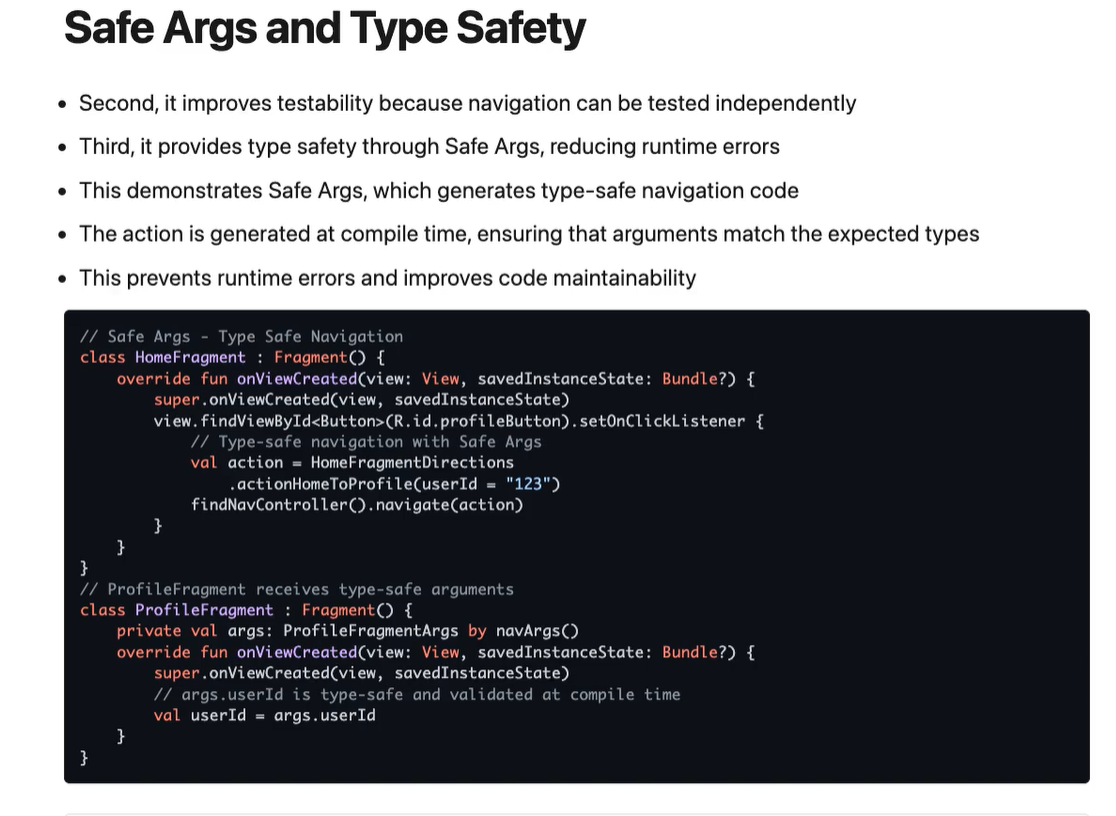 Safe Args and Type Safety
• Second, it improves testability because navigation can be tested independently
• Third, it provides type safety through Safe Args, reducing runtime errors
• This demonstrates Safe Args, which generates type-safe navigation code
• The action is generated at compile time, ensuring that arguments match the expected types
• This prevents runtime errors and improves code maintainability
// Safe Args - Type Safe Navigation
class HomeFragment : Fragment() {
    override fun onViewCreated(view: View, savedInstanceState: Bundle?) {
        super.onViewCreated(view, savedInstanceState)
        view.findViewById<Button>(R.id.profileButton).setOnClickListener {
            // Type-safe navigation with Safe Args
            val action = HomeFragmentDirections
                .actionHomeToProfile(userId = "123")
            findNavController().navigate(action)
        }
    }
}
// ProfileFragment receives type-safe arguments
class ProfileFragment : Fragment() {
    private val args: ProfileFragmentArgs by navArgs()
    override fun onViewCreated(view: View, savedInstanceState: Bundle?) {
        super.onViewCreated(view, savedInstanceState)
        // args.userId is type-safe and validated at compile time
        val userId = args.userId
    }
}